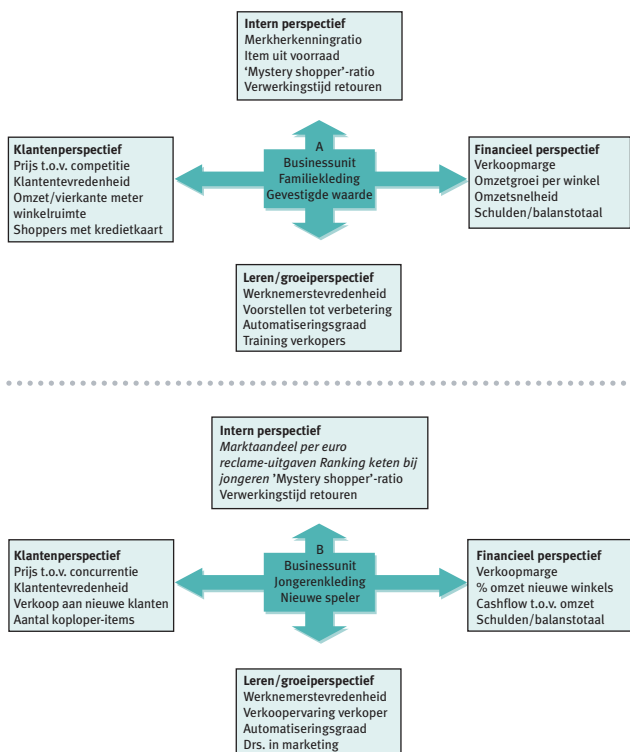 Intern perspectief
Merkherkenningratio
Item uit voorraad
‘Mystery shopper’-ratio
Verwerkingstijd retouren
Klantenperspectief
Prijs t.o.v. competitie
Klantentevredenheid
Omzet/vierkante meter
winkelruimte
Shoppers met kredietkaart
A
Businessunit
Familiekleding
Gevestigde waarde
Financieel perspectief
Verkoopmarge
Omzetgroei per winkel
Omzetsnelheid
Schulden/balanstotaal
Leren/groeiperspectief
Werknemerstevredenheid
Voorstellen tot verbetering
Automatiseringsgraad
Training verkopers
Intern perspectief
Marktaandeel per euro
reclame-uitgaven Ranking keten bij
jongeren ’Mystery shopper’-ratio
Verwerkingstijd retouren
Klantenperspectief
Prijs t.o.v. concurrentie
Klantentevredenheid
Verkoop aan nieuwe klanten
Aantal koploper-items
B
Businessunit
Jongerenkleding
Nieuwe speler
Financieel perspectief
Verkoopmarge
% omzet nieuwe winkels
Cashflow t.o.v. omzet
Schulden/balanstotaal
Leren/groeiperspectief
Werknemerstevredenheid
Verkoopervaring verkoper
Automatiseringsgraad
Drs. in marketing